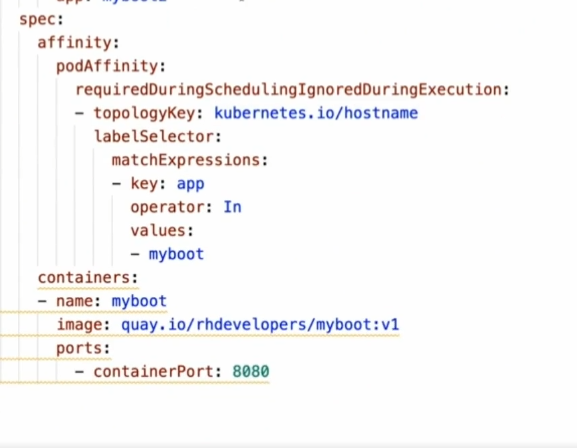 spec:
  affinity:
    podAffinity:
      requiredDuringSchedulingIgnoredDuringExecution:
      - topologyKey: kubernetes.io/hostname
        labelSelector:
          matchExpressions:
          - key: app
            operator: In
            values:
            - myboot
  containers:
  - name: myboot
    image: quay.io/rhdevelopers/myboot:v1
    ports:
      - containerPort: 8080